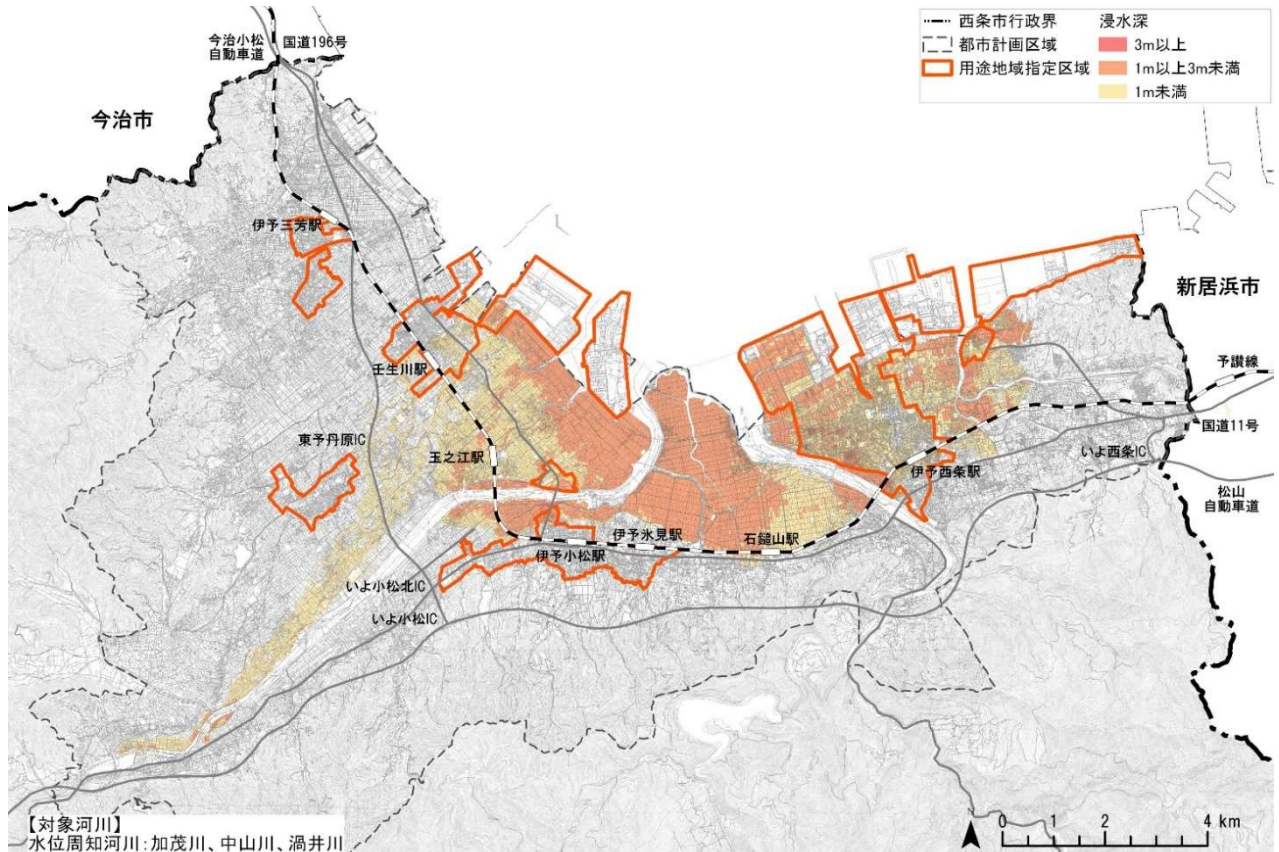 今治小松
自動車道
国道196号
西条市行政界
都市計画区域
用途地域指定区域
浸水深
3m以上
1m以上3m未満
1m未満
今治市
伊予三芳駅
新居浜市
壬生川駅
予讃線
国道11号
東予丹原IC
玉之江駅
いよ西条IC
伊予西条駅
松山
自動車道
伊予氷見駅
石鎚山駅
伊予小松駅
いよ小松北IC
いよ小松IC
【対象河川】
水位周知河川:加茂川、中山川、渦井川
0 1 2 4 km